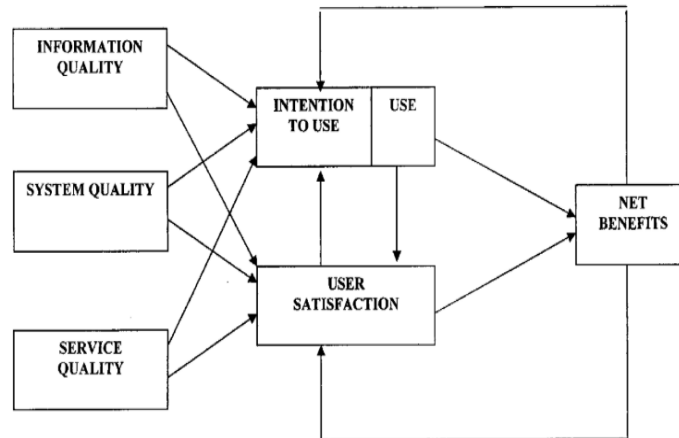 INFORMATION
QUALITY
INTENTION
TO USE
USE
SYSTEM QUALITY
NET
BENEFITS
USER
SATISFACTION
SERVICE
QUALITY